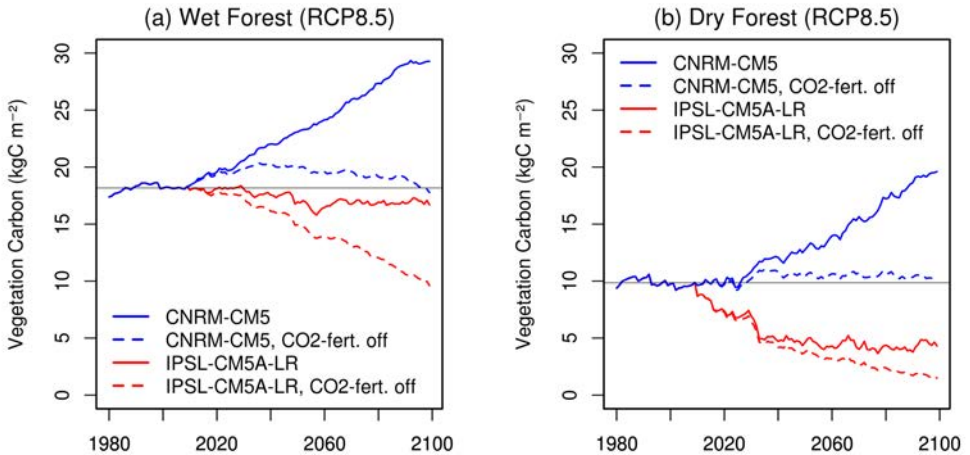 (a) Wet Forest (RCP8.5)
Vegetation Carbon (kgC m⁻²)
30
25
20
15
10
5
0
CNRM-CM5
CNRM-CM5, CO2-fert. off
IPSL-CM5A-LR
IPSL-CM5A-LR, CO2-fert. off
1980 2020 2060 2100
(b) Dry Forest (RCP8.5)
Vegetation Carbon (kgC m⁻²)
30
25
20
15
10
5
0
CNRM-CM5
CNRM-CM5, CO2-fert. off
IPSL-CM5A-LR
IPSL-CM5A-LR, CO2-fert. off
1980 2020 2060 2100